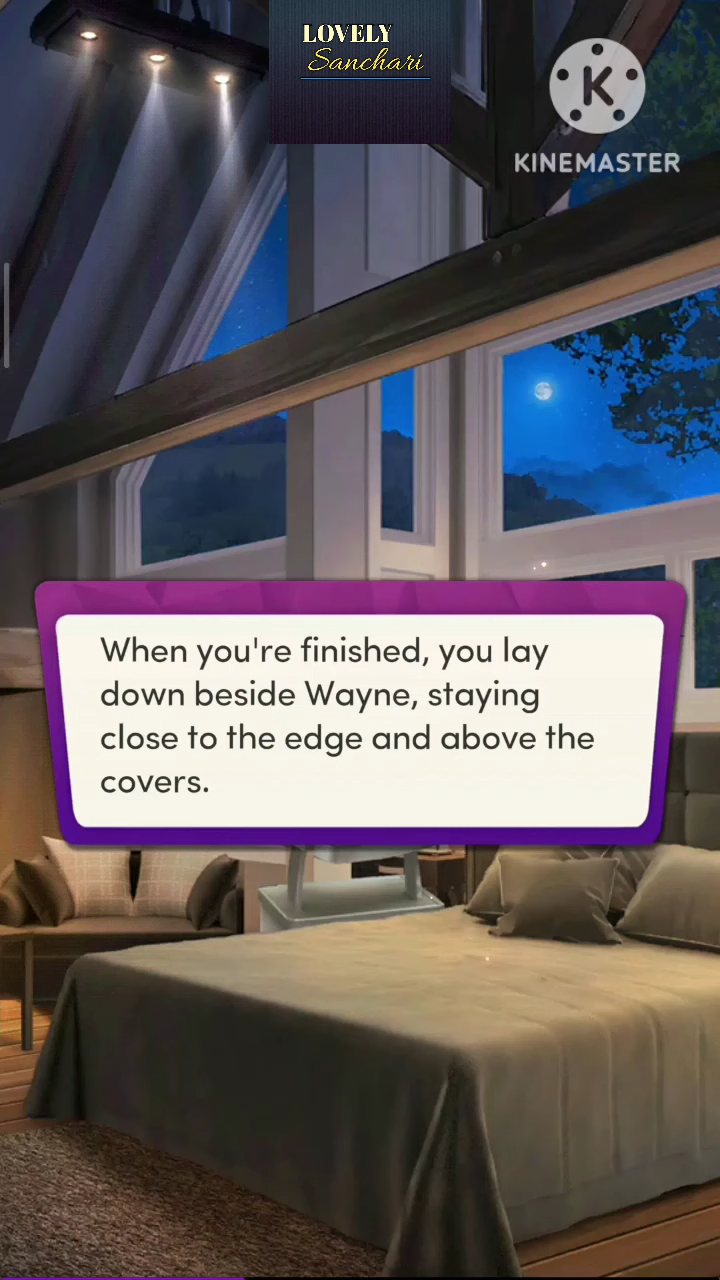 LOVELY
Sanchari
K
KINEMASTER
When you're finished, you lay
down beside Wayne, staying
close to the edge and above the
covers.